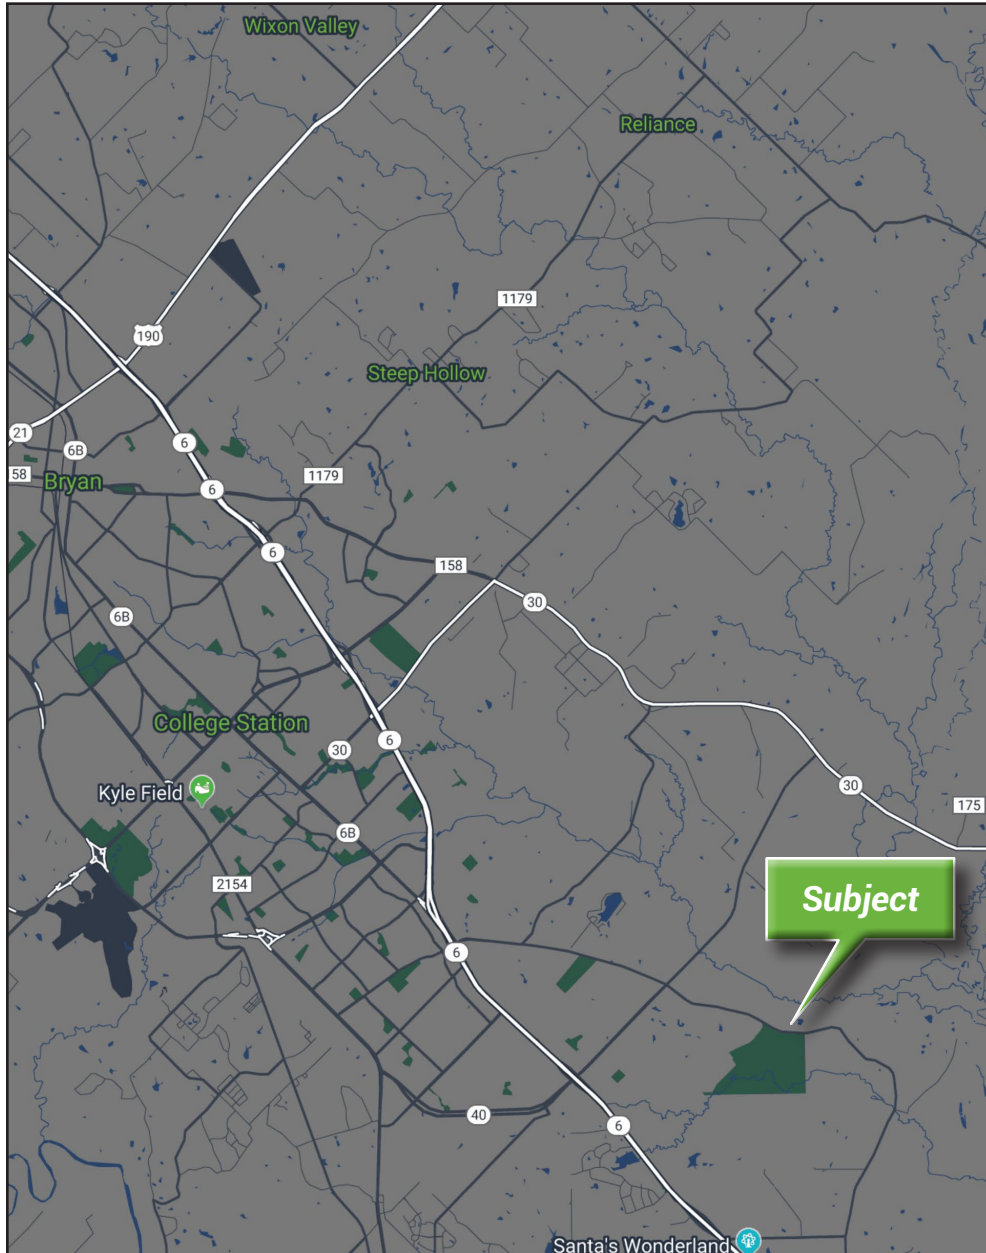 Wixon Valley
Reliance
1179
190
Steep Hollow
21
6
6B
1179
58
Bryan
6
6
158
30
6B
College Station
6
30
30
Kyle Field
175
6B
2154
Subject
6
40
6
Santa's Wonderland